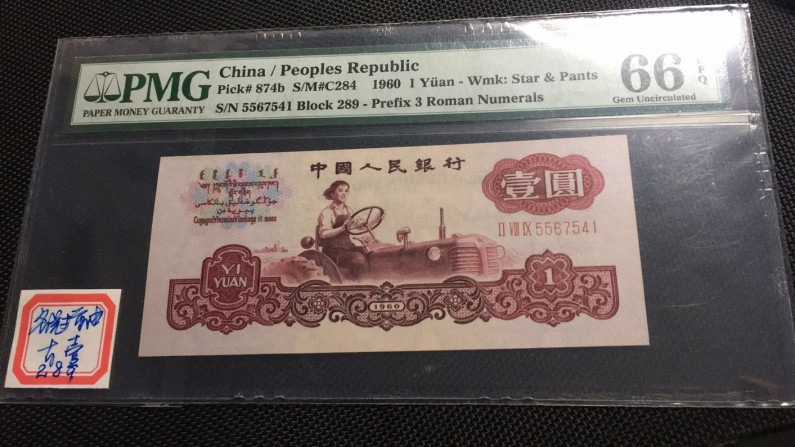 PMG
PAPER MONEY GUARANTY
China / Peoples Republic
Pick# 874b S/M#C284 1960 1 Yüan - Wmk: Star & Pants
S/N 5567541 Block 289 - Prefix 3 Roman Numerals
66 EPQ
Gem Uncirculated
中國人民銀行
壹圓
II VIII IX 5567541
YI
YUAN
1960
1
28